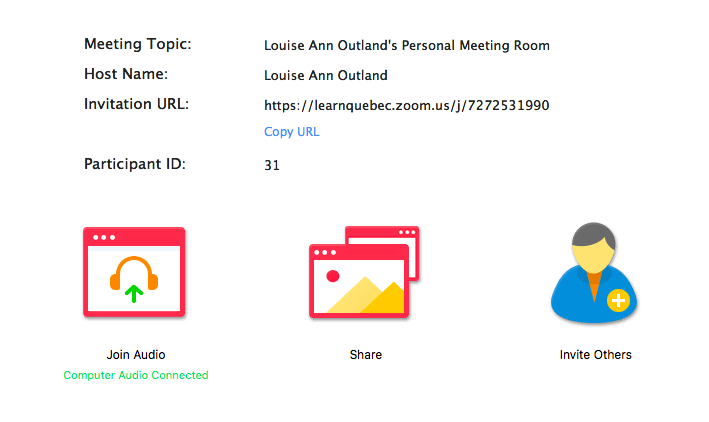 Meeting Topic: Louise Ann Outland's Personal Meeting Room
Host Name: Louise Ann Outland
Invitation URL: https://learnquebec.zoom.us/j/7272531990
Copy URL
Participant ID: 31
Join Audio Share Invite Others
Computer Audio Connected